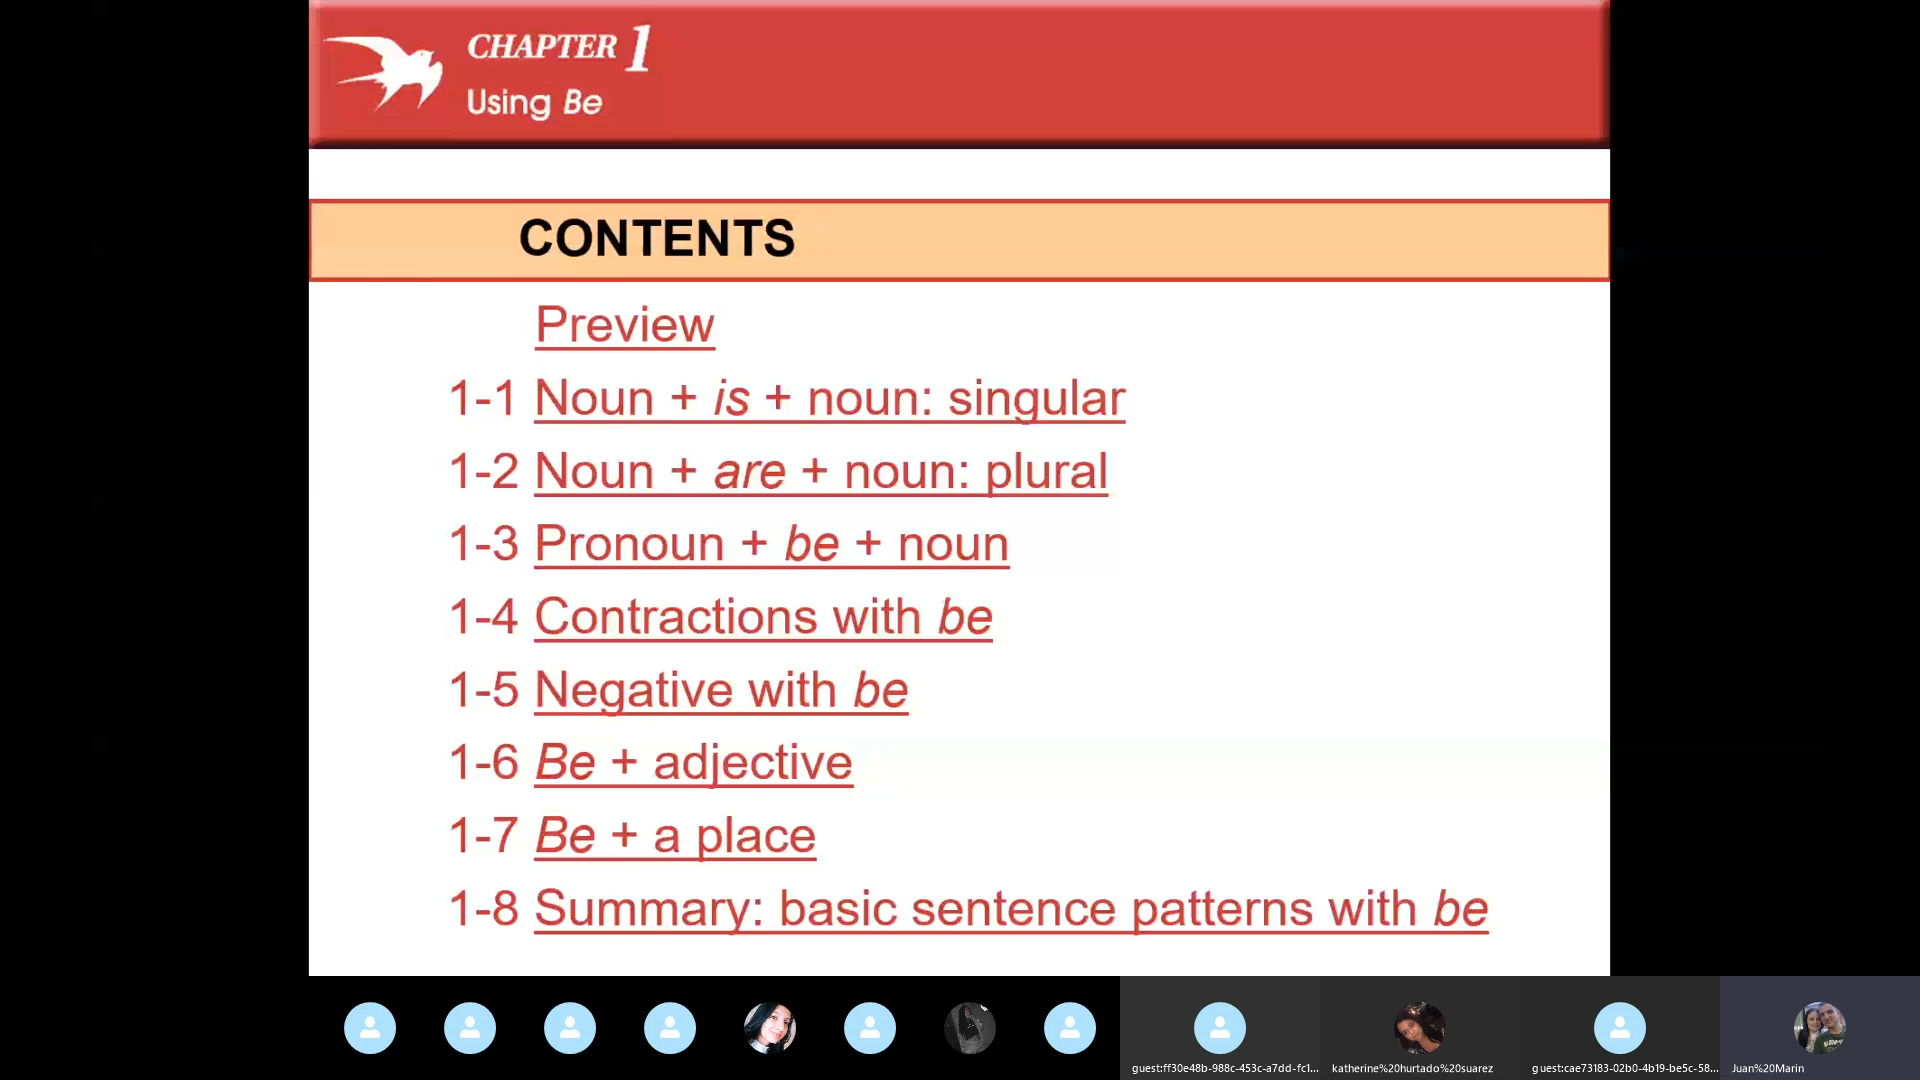 CHAPTER 1
Using Be
CONTENTS
Preview
1-1 Noun + is + noun: singular
1-2 Noun + are + noun: plural
1-3 Pronoun + be + noun
1-4 Contractions with be
1-5 Negative with be
1-6 Be + adjective
1-7 Be + a place
1-8 Summary: basic sentence patterns with be
guest:ff30e48b-988c-453c-a7dd-fc1...
katherine%20hurtado%20suarez
guest:cae73183-02b0-4b19-be5c-58...
Juan%20Marin